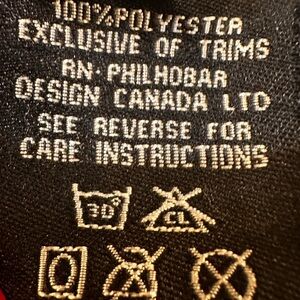 100%POLYESTER
EXCLUSIVE OF TRIMS
RN: PHILHOBAR
DESIGN CANADA LTD
SEE REVERSE FOR
CARE INSTRUCTIONS
30°
CL